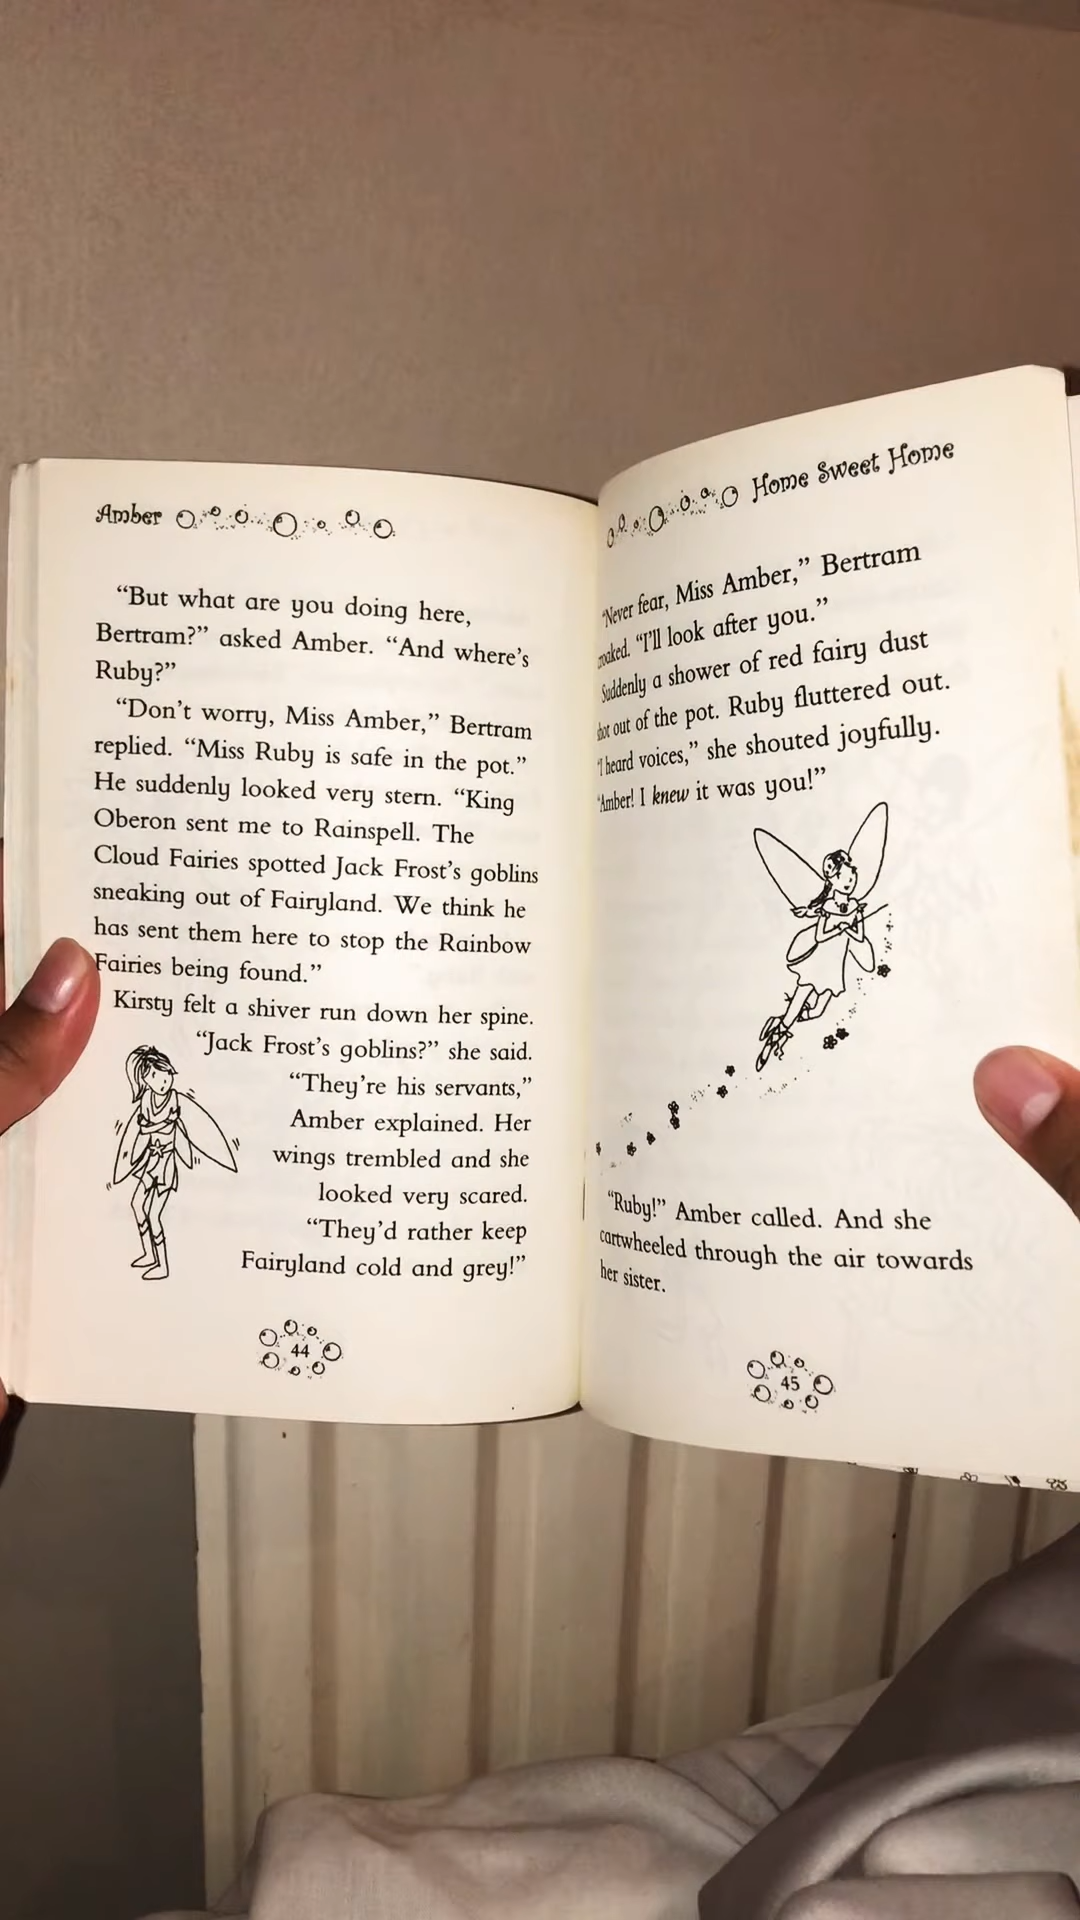 Amber
“But what are you doing here,
Bertram?” asked Amber. “And where’s
Ruby?”
“Don’t worry, Miss Amber,” Bertram
replied. “Miss Ruby is safe in the pot.”
He suddenly looked very stern. “King
Oberon sent me to Rainspell. The
Cloud Fairies spotted Jack Frost’s goblins
sneaking out of Fairyland. We think he
has sent them here to stop the Rainbow
Fairies being found.”
Kirsty felt a shiver run down her spine.
“Jack Frost’s goblins?” she said.
“They’re his servants,”
Amber explained. Her
wings trembled and she
looked very scared.
“They’d rather keep
Fairyland cold and grey!”
44
Home Sweet Home
“Never fear, Miss Amber,” Bertram
croaked. “I’ll look after you.”
Suddenly a shower of red fairy dust
shot out of the pot. Ruby fluttered out.
“I heard voices,” she shouted joyfully.
“Amber! I knew it was you!”
“Ruby!” Amber called. And she
cartwheeled through the air towards
her sister.
45